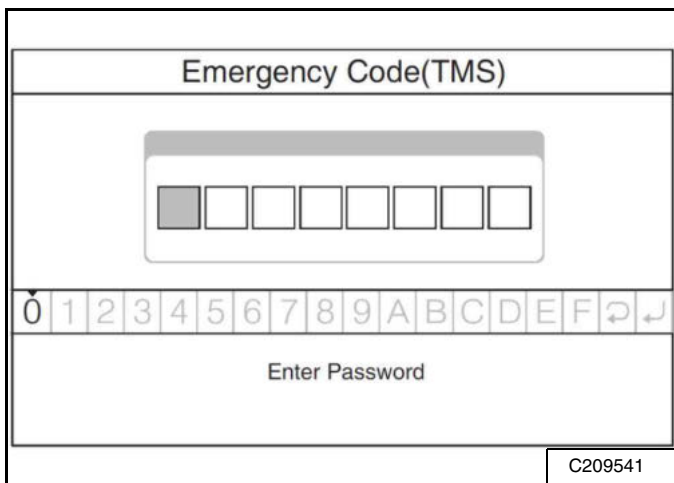 Emergency Code(TMS)
0 1 2 3 4 5 6 7 8 9 A B C D E F
Enter Password
C209541